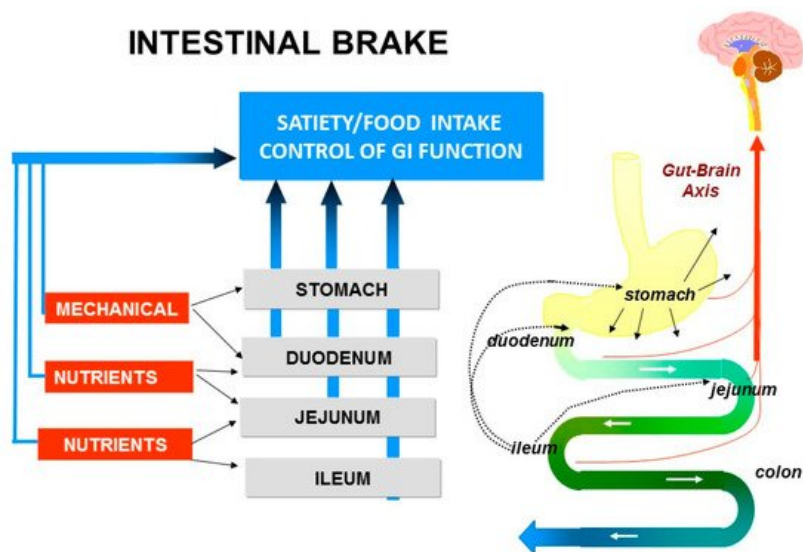 INTESTINAL BRAKE
SATIETY/FOOD INTAKE
CONTROL OF GI FUNCTION
MECHANICAL
NUTRIENTS
NUTRIENTS
STOMACH
DUODENUM
JEJUNUM
ILEUM
Gut-Brain
Axis
stomach
duodenum
jejunum
ileum
colon